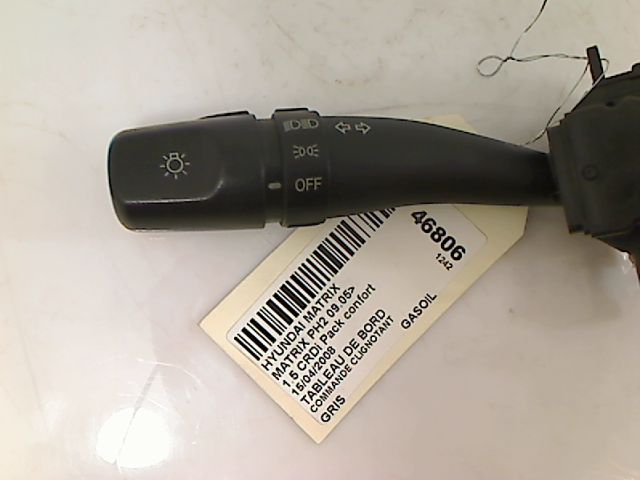 OFF
46806
1242
HYUNDAI MATRIX
MATRIX PH2 09.05>
1.5 CRDi Pack confort
15/04/2008
TABLEAU DE BORD
COMMANDE CLIGNOTANT
GRIS
GASOIL